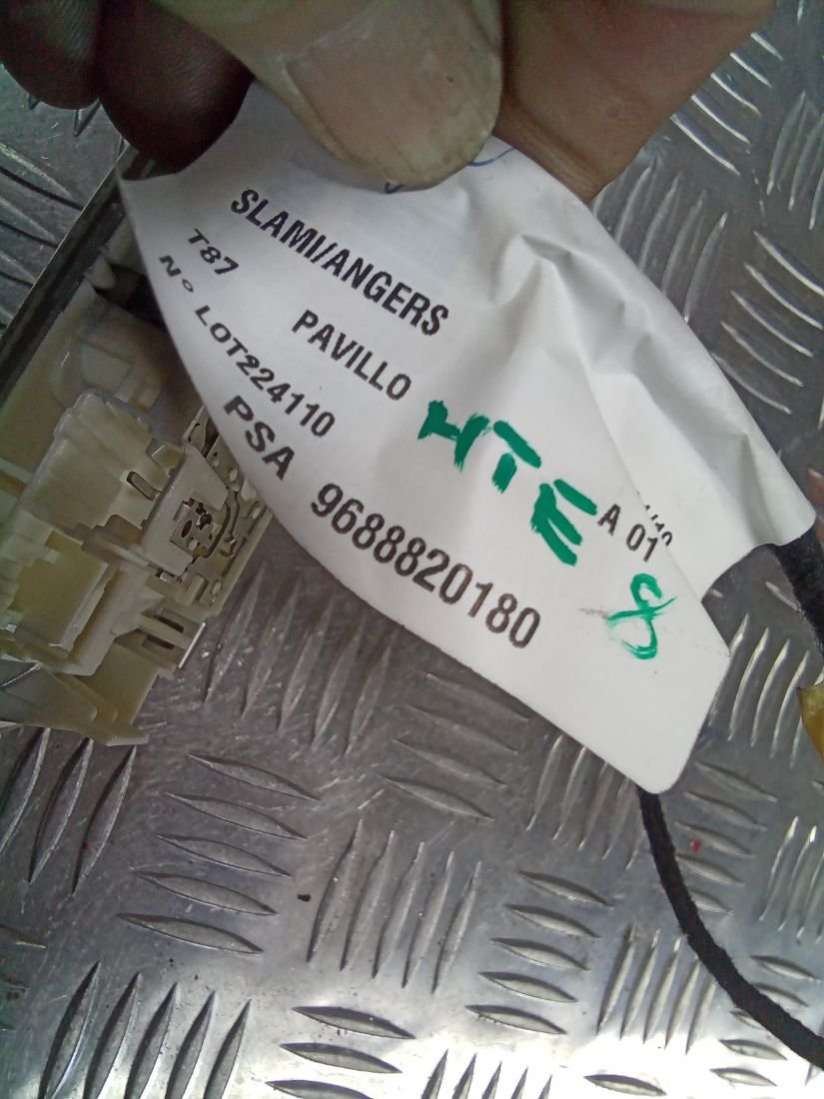 SLAMI/ANGERS
T87 PAVILLO
N° LOT224110
HTE
A 01
PSA 9688820180
8